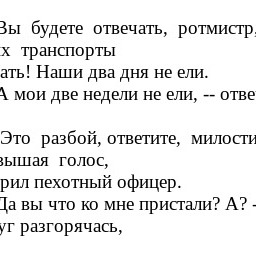 Вы будете отвечать, ротмистр,
их транспорты
ать! Наши два дня не ели.
А мои две недели не ели, -- отве
Это разбой, ответите, милости
вышая голос,
рил пехотный офицер.
Да вы что ко мне пристали? А? -
уг разгорячась,